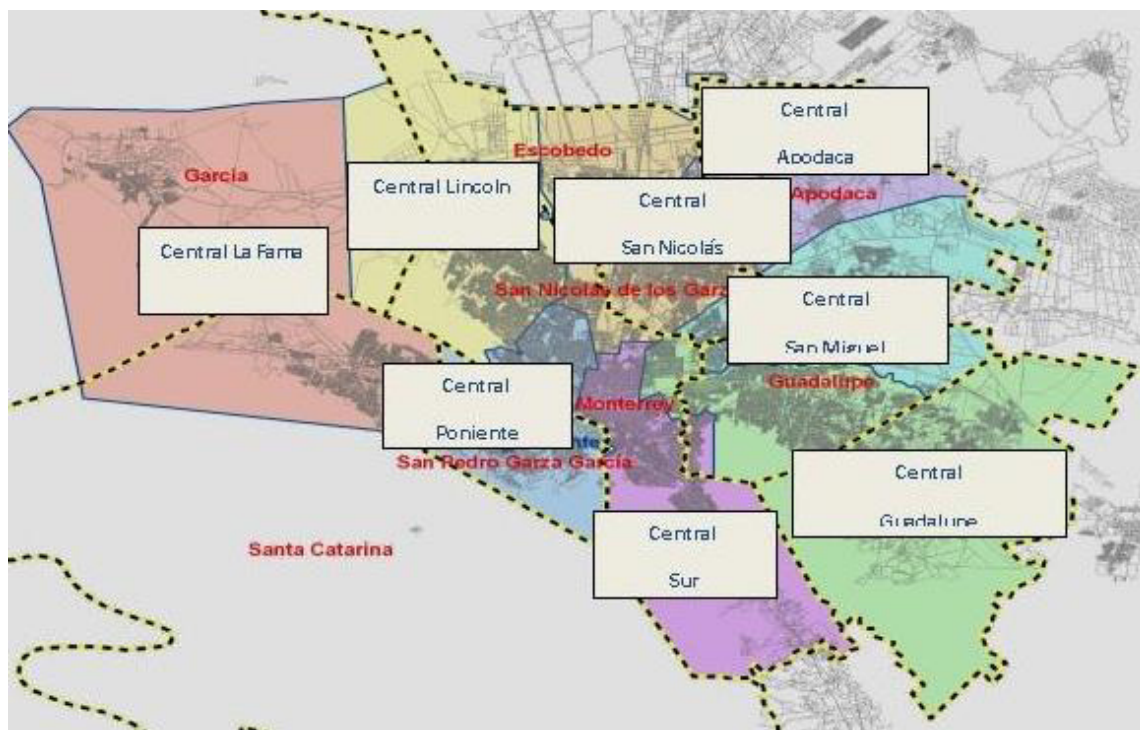 Central
Apodaca
Escobedo
García
Central Lincoln
Central
San Nicolás
Apodaca
Central La Fama
San Nicolás de los Garz
Central
San Miguel
Central
Poniente
Guadalupe
Monterrey
nte
San Pedro Garza García
Central
Guadalupe
Central
Sur
Santa Catarina